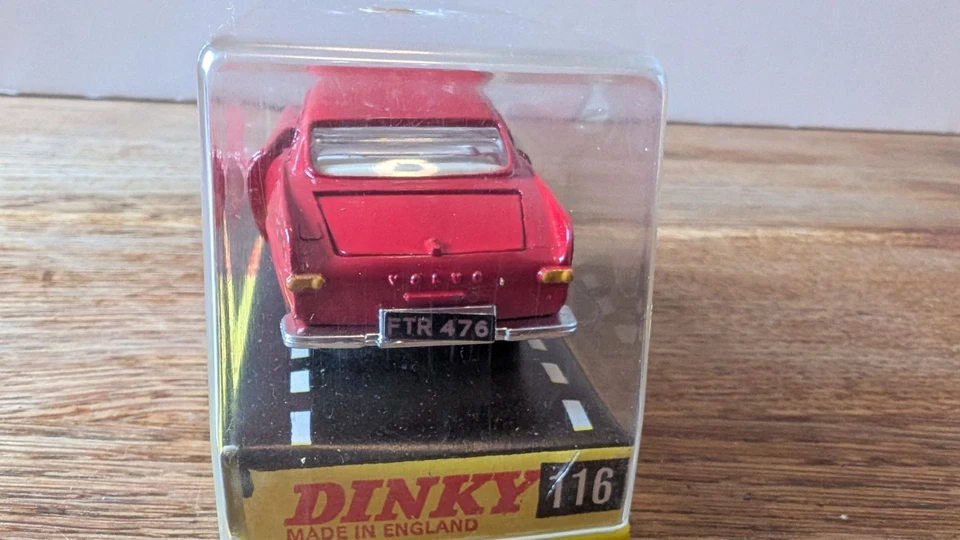 VOLVO
FTR 476
DINKY 116
MADE IN ENGLAND